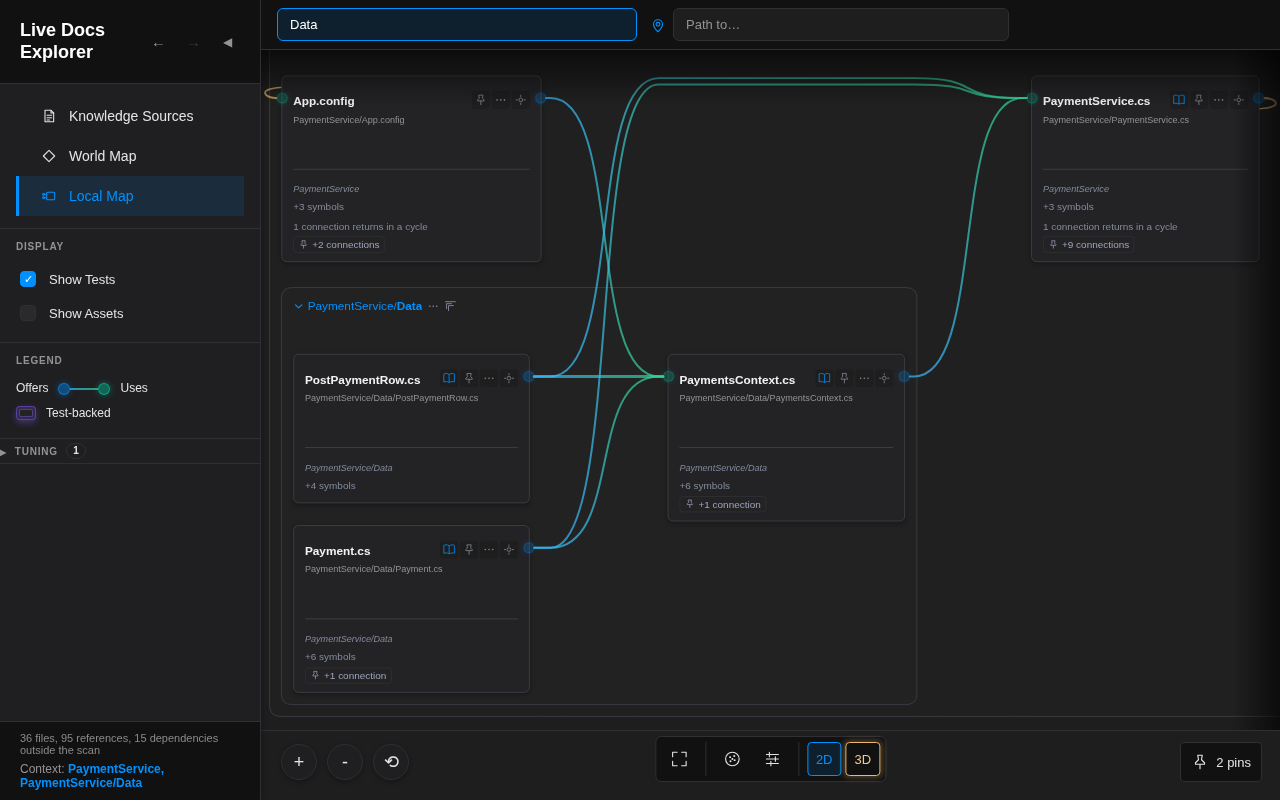 Live Docs
Explorer
Data
Path to…
Knowledge Sources
World Map
Local Map
DISPLAY
Show Tests
Show Assets
LEGEND
Offers
Uses
Test-backed
TUNING 1
36 files, 95 references, 15 dependencies
outside the scan
Context: PaymentService,
PaymentService/Data
App.config
PaymentService/App.config
PaymentService
+3 symbols
1 connection returns in a cycle
+2 connections
PaymentService.cs
PaymentService/PaymentService.cs
PaymentService
+3 symbols
1 connection returns in a cycle
+9 connections
PaymentService/Data
PostPaymentRow.cs
PaymentService/Data/PostPaymentRow.cs
PaymentService/Data
+4 symbols
PaymentsContext.cs
PaymentService/Data/PaymentsContext.cs
PaymentService/Data
+6 symbols
+1 connection
Payment.cs
PaymentService/Data/Payment.cs
PaymentService/Data
+6 symbols
+1 connection
+
-
2D
3D
2 pins